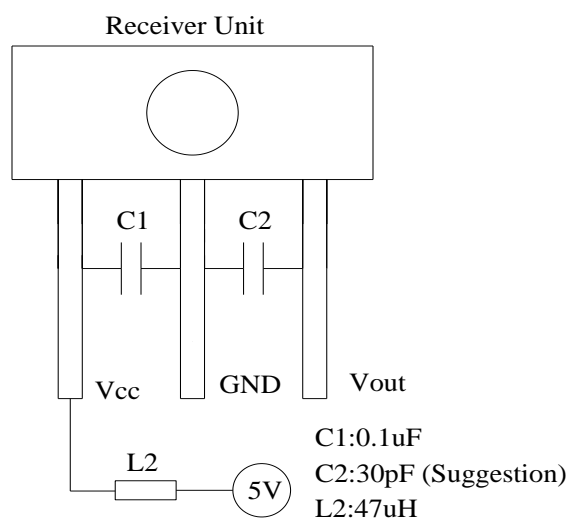 Receiver Unit
C1 C2
Vcc GND Vout
C1:0.1uF
C2:30pF (Suggestion)
L2:47uH
L2 5V